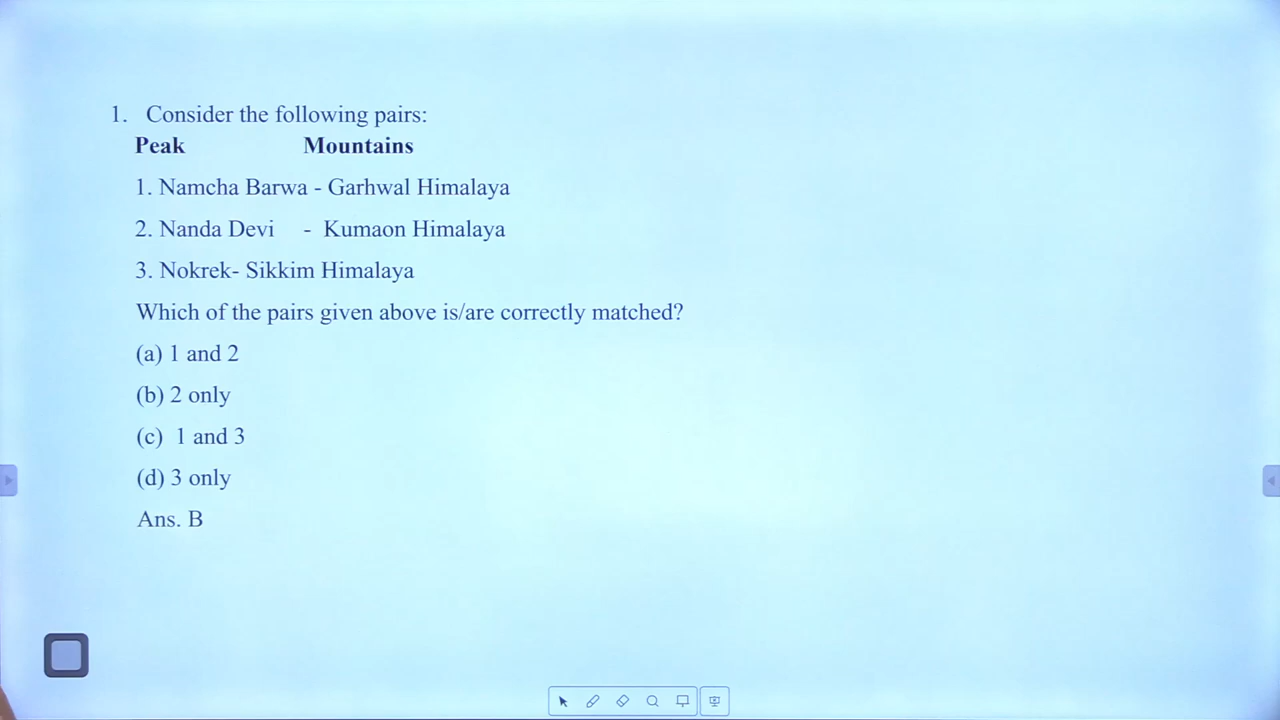 1. Consider the following pairs:
Peak Mountains
1. Namcha Barwa - Garhwal Himalaya
2. Nanda Devi - Kumaon Himalaya
3. Nokrek- Sikkim Himalaya
Which of the pairs given above is/are correctly matched?
(a) 1 and 2
(b) 2 only
(c) 1 and 3
(d) 3 only
Ans. B